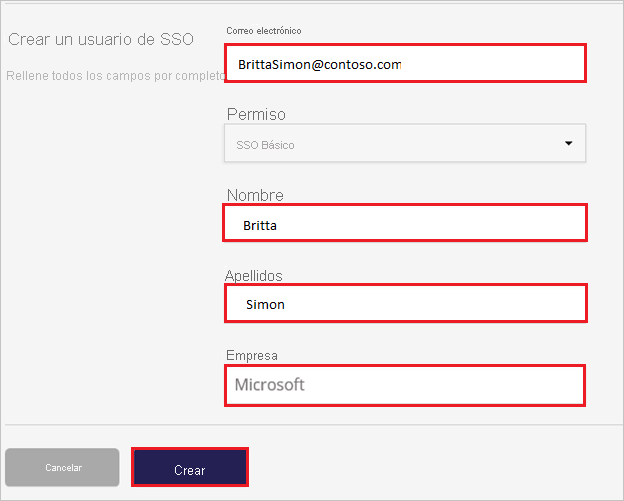 Crear un usuario de SSO
Rellene todos los campos por completo
Correo electrónico
BrittaSimon@contoso.com
Permiso
SSO Básico
Nombre
Britta
Apellidos
Simon
Empresa
Microsoft
Cancelar
Crear